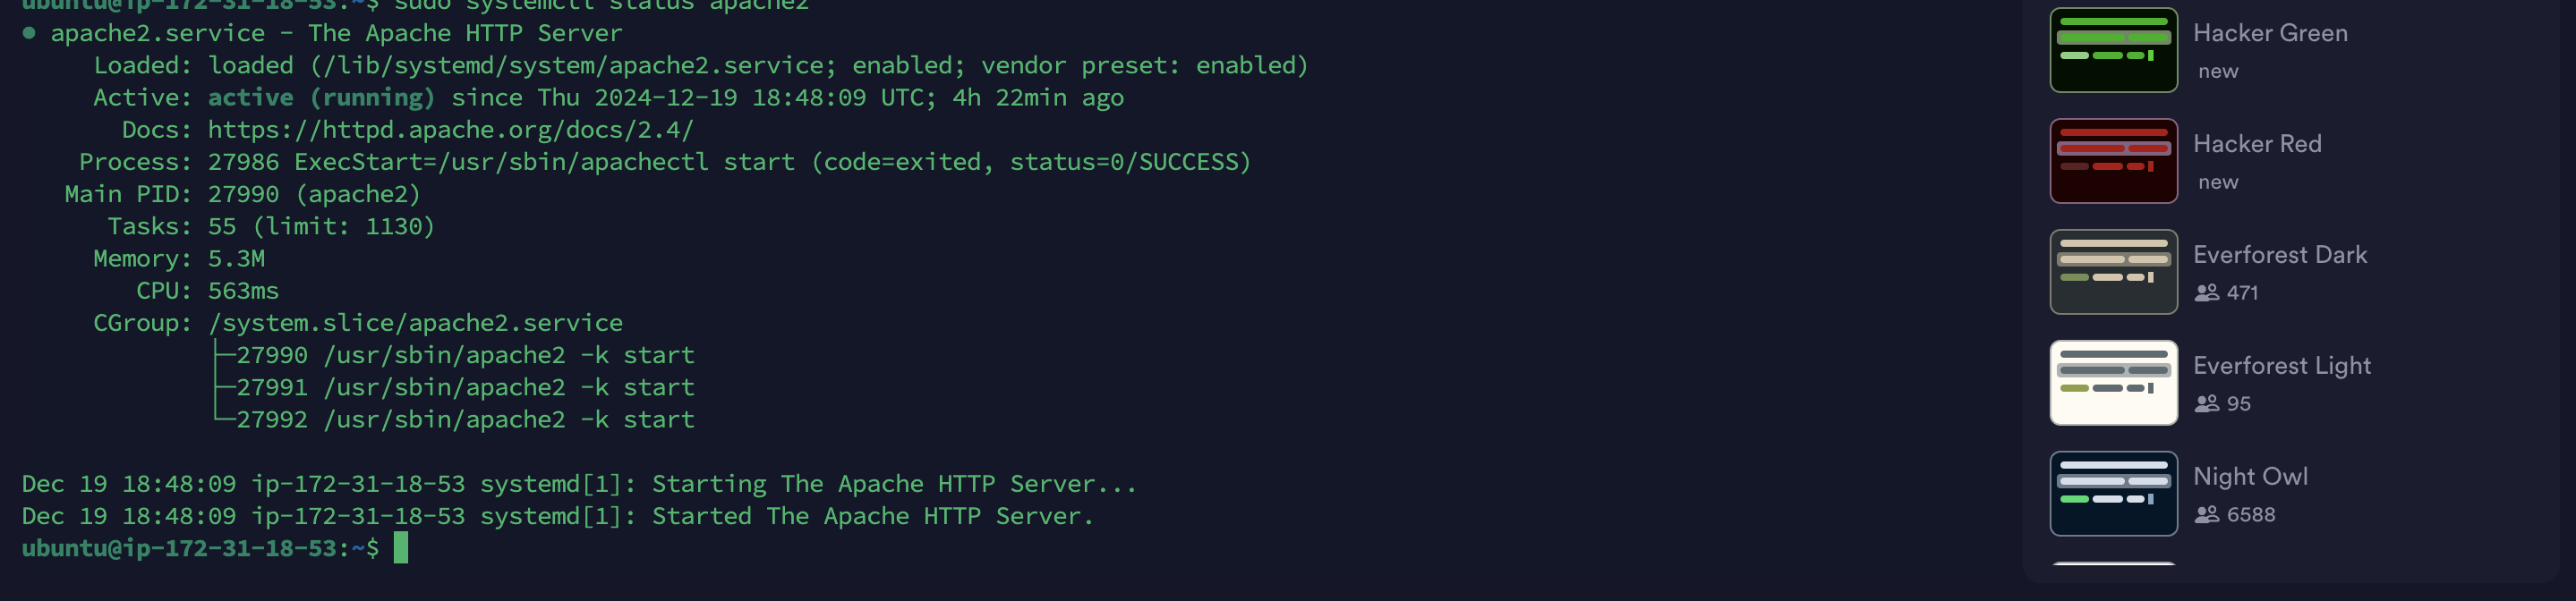 ubuntu@ip-172-31-18-53:~$ sudo systemctl status apache2
● apache2.service - The Apache HTTP Server
Loaded: loaded (/lib/systemd/system/apache2.service; enabled; vendor preset: enabled)
Active: active (running) since Thu 2024-12-19 18:48:09 UTC; 4h 22min ago
Docs: https://httpd.apache.org/docs/2.4/
Process: 27986 ExecStart=/usr/sbin/apachectl start (code=exited, status=0/SUCCESS)
Main PID: 27990 (apache2)
Tasks: 55 (limit: 1130)
Memory: 5.3M
CPU: 563ms
CGroup: /system.slice/apache2.service
├─27990 /usr/sbin/apache2 -k start
├─27991 /usr/sbin/apache2 -k start
└─27992 /usr/sbin/apache2 -k start
Dec 19 18:48:09 ip-172-31-18-53 systemd[1]: Starting The Apache HTTP Server...
Dec 19 18:48:09 ip-172-31-18-53 systemd[1]: Started The Apache HTTP Server.
ubuntu@ip-172-31-18-53:~$
Hacker Green
new
Hacker Red
new
Everforest Dark
471
Everforest Light
95
Night Owl
6588